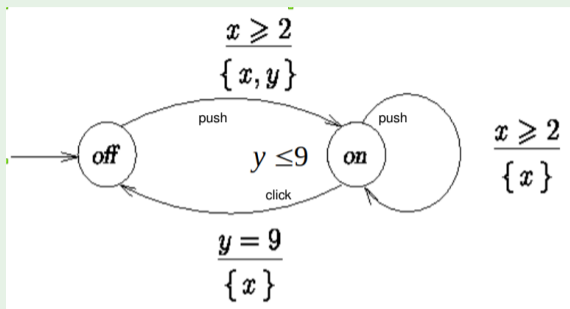 x ⩾ 2
{ x, y }
push
push
off
y ≤9
on
x ⩾ 2
{ x }
click
y = 9
{ x }